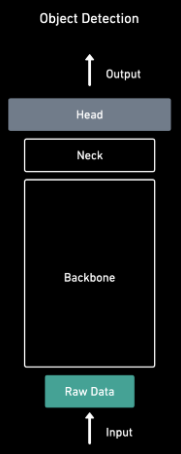 Object Detection
Output
Head
Neck
Backbone
Raw Data
Input